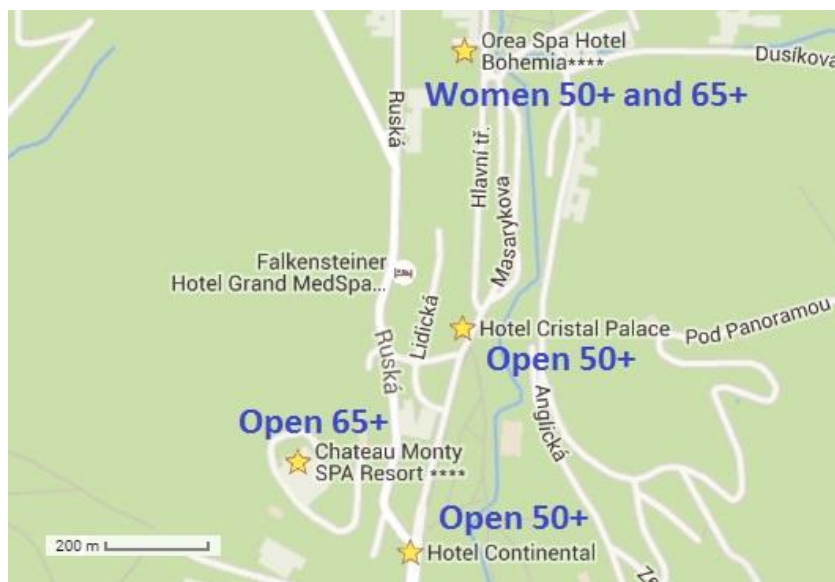 Orea Spa Hotel
Bohemia****
Dusíkova
Women 50+ and 65+
Ruská
Hlavní tř.
Masarykova
Falkensteiner
Hotel Grand MedSpa...
Lidická
Hotel Cristal Palace
Pod Panoramou
Ruská
Open 50+
Anglická
Open 65+
Chateau Monty
SPA Resort ****
Open 50+
Hotel Continental
200 m